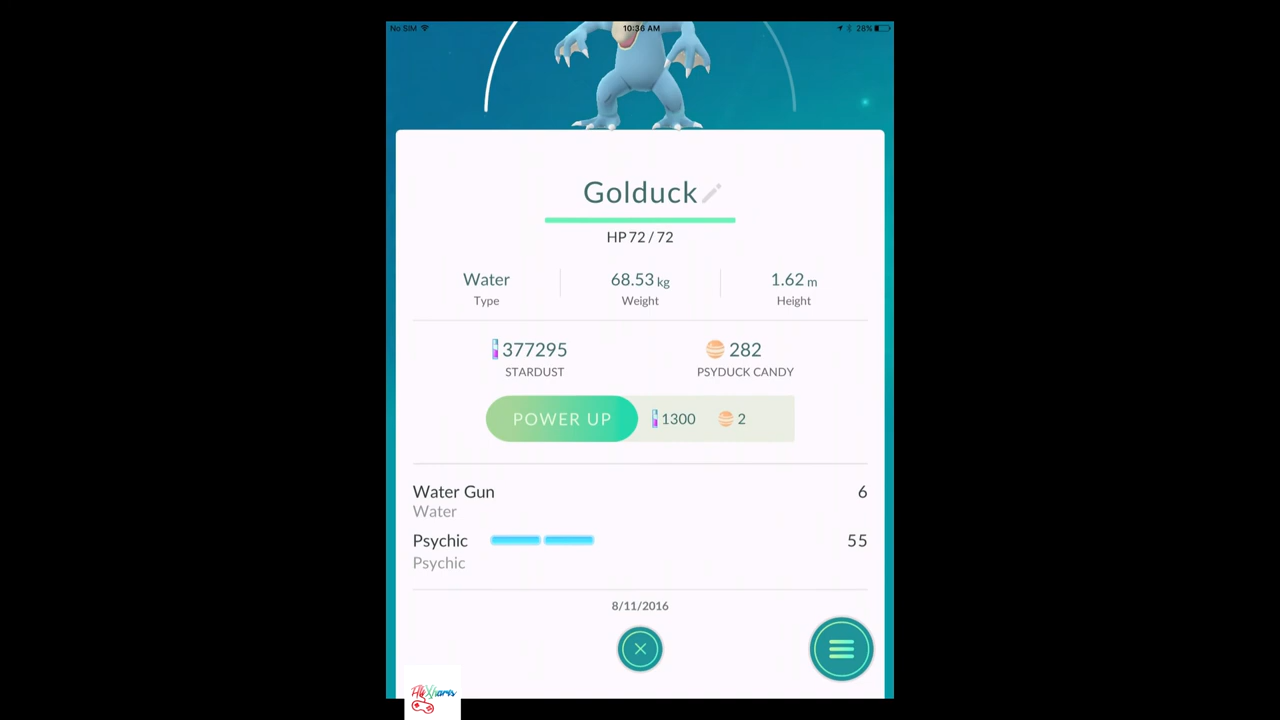 No SIM 10:36 AM 28%
Golduck
HP 72 / 72
Water 68.53 kg 1.62 m
Type Weight Height
377295 282
STARDUST PSYDUCK CANDY
POWER UP 1300 2
Water Gun 6
Water
Psychic 55
Psychic
8/11/2016